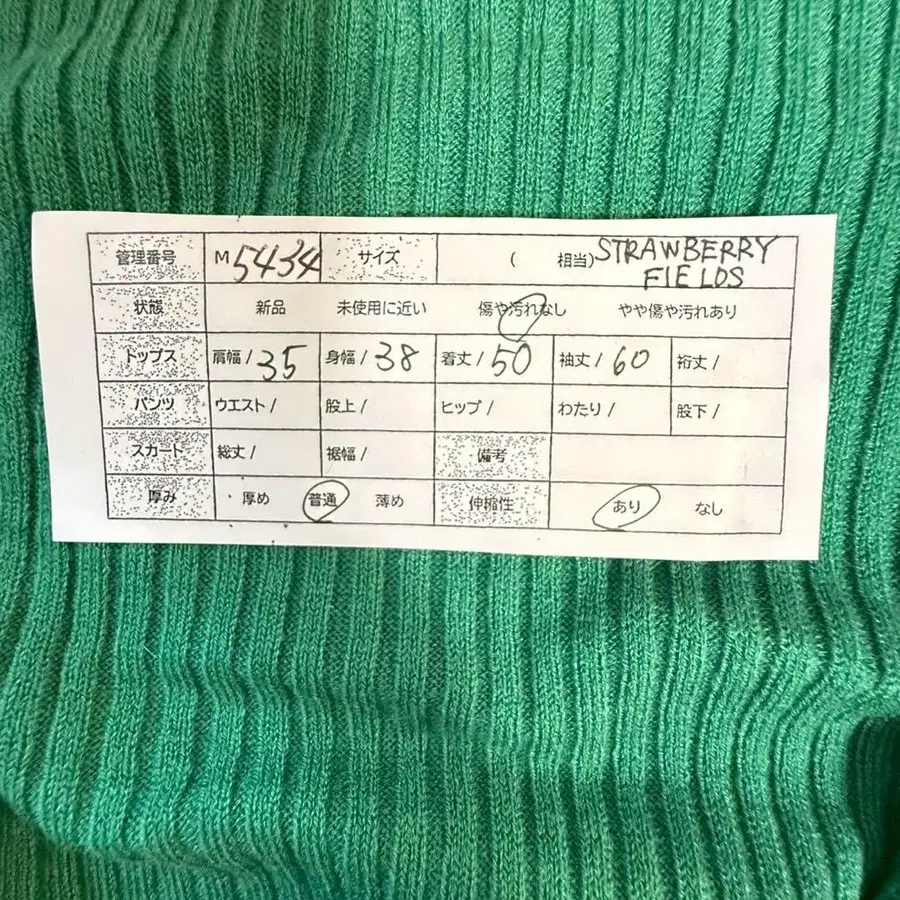 管理番号 M 5434 サイズ ( 相当) STRAWBERRY
FIELDS
状態 新品 未使用に近い 傷や汚れなし やや傷や汚れあり
トップス 肩幅 / 35 身幅 / 38 着丈 / 50 袖丈 / 60 裄丈 /
パンツ ウエスト / 股上 / ヒップ / わたり / 股下 /
スカート 総丈 / 裾幅 / 備考
厚み 厚め 普通 薄め 伸縮性 あり なし